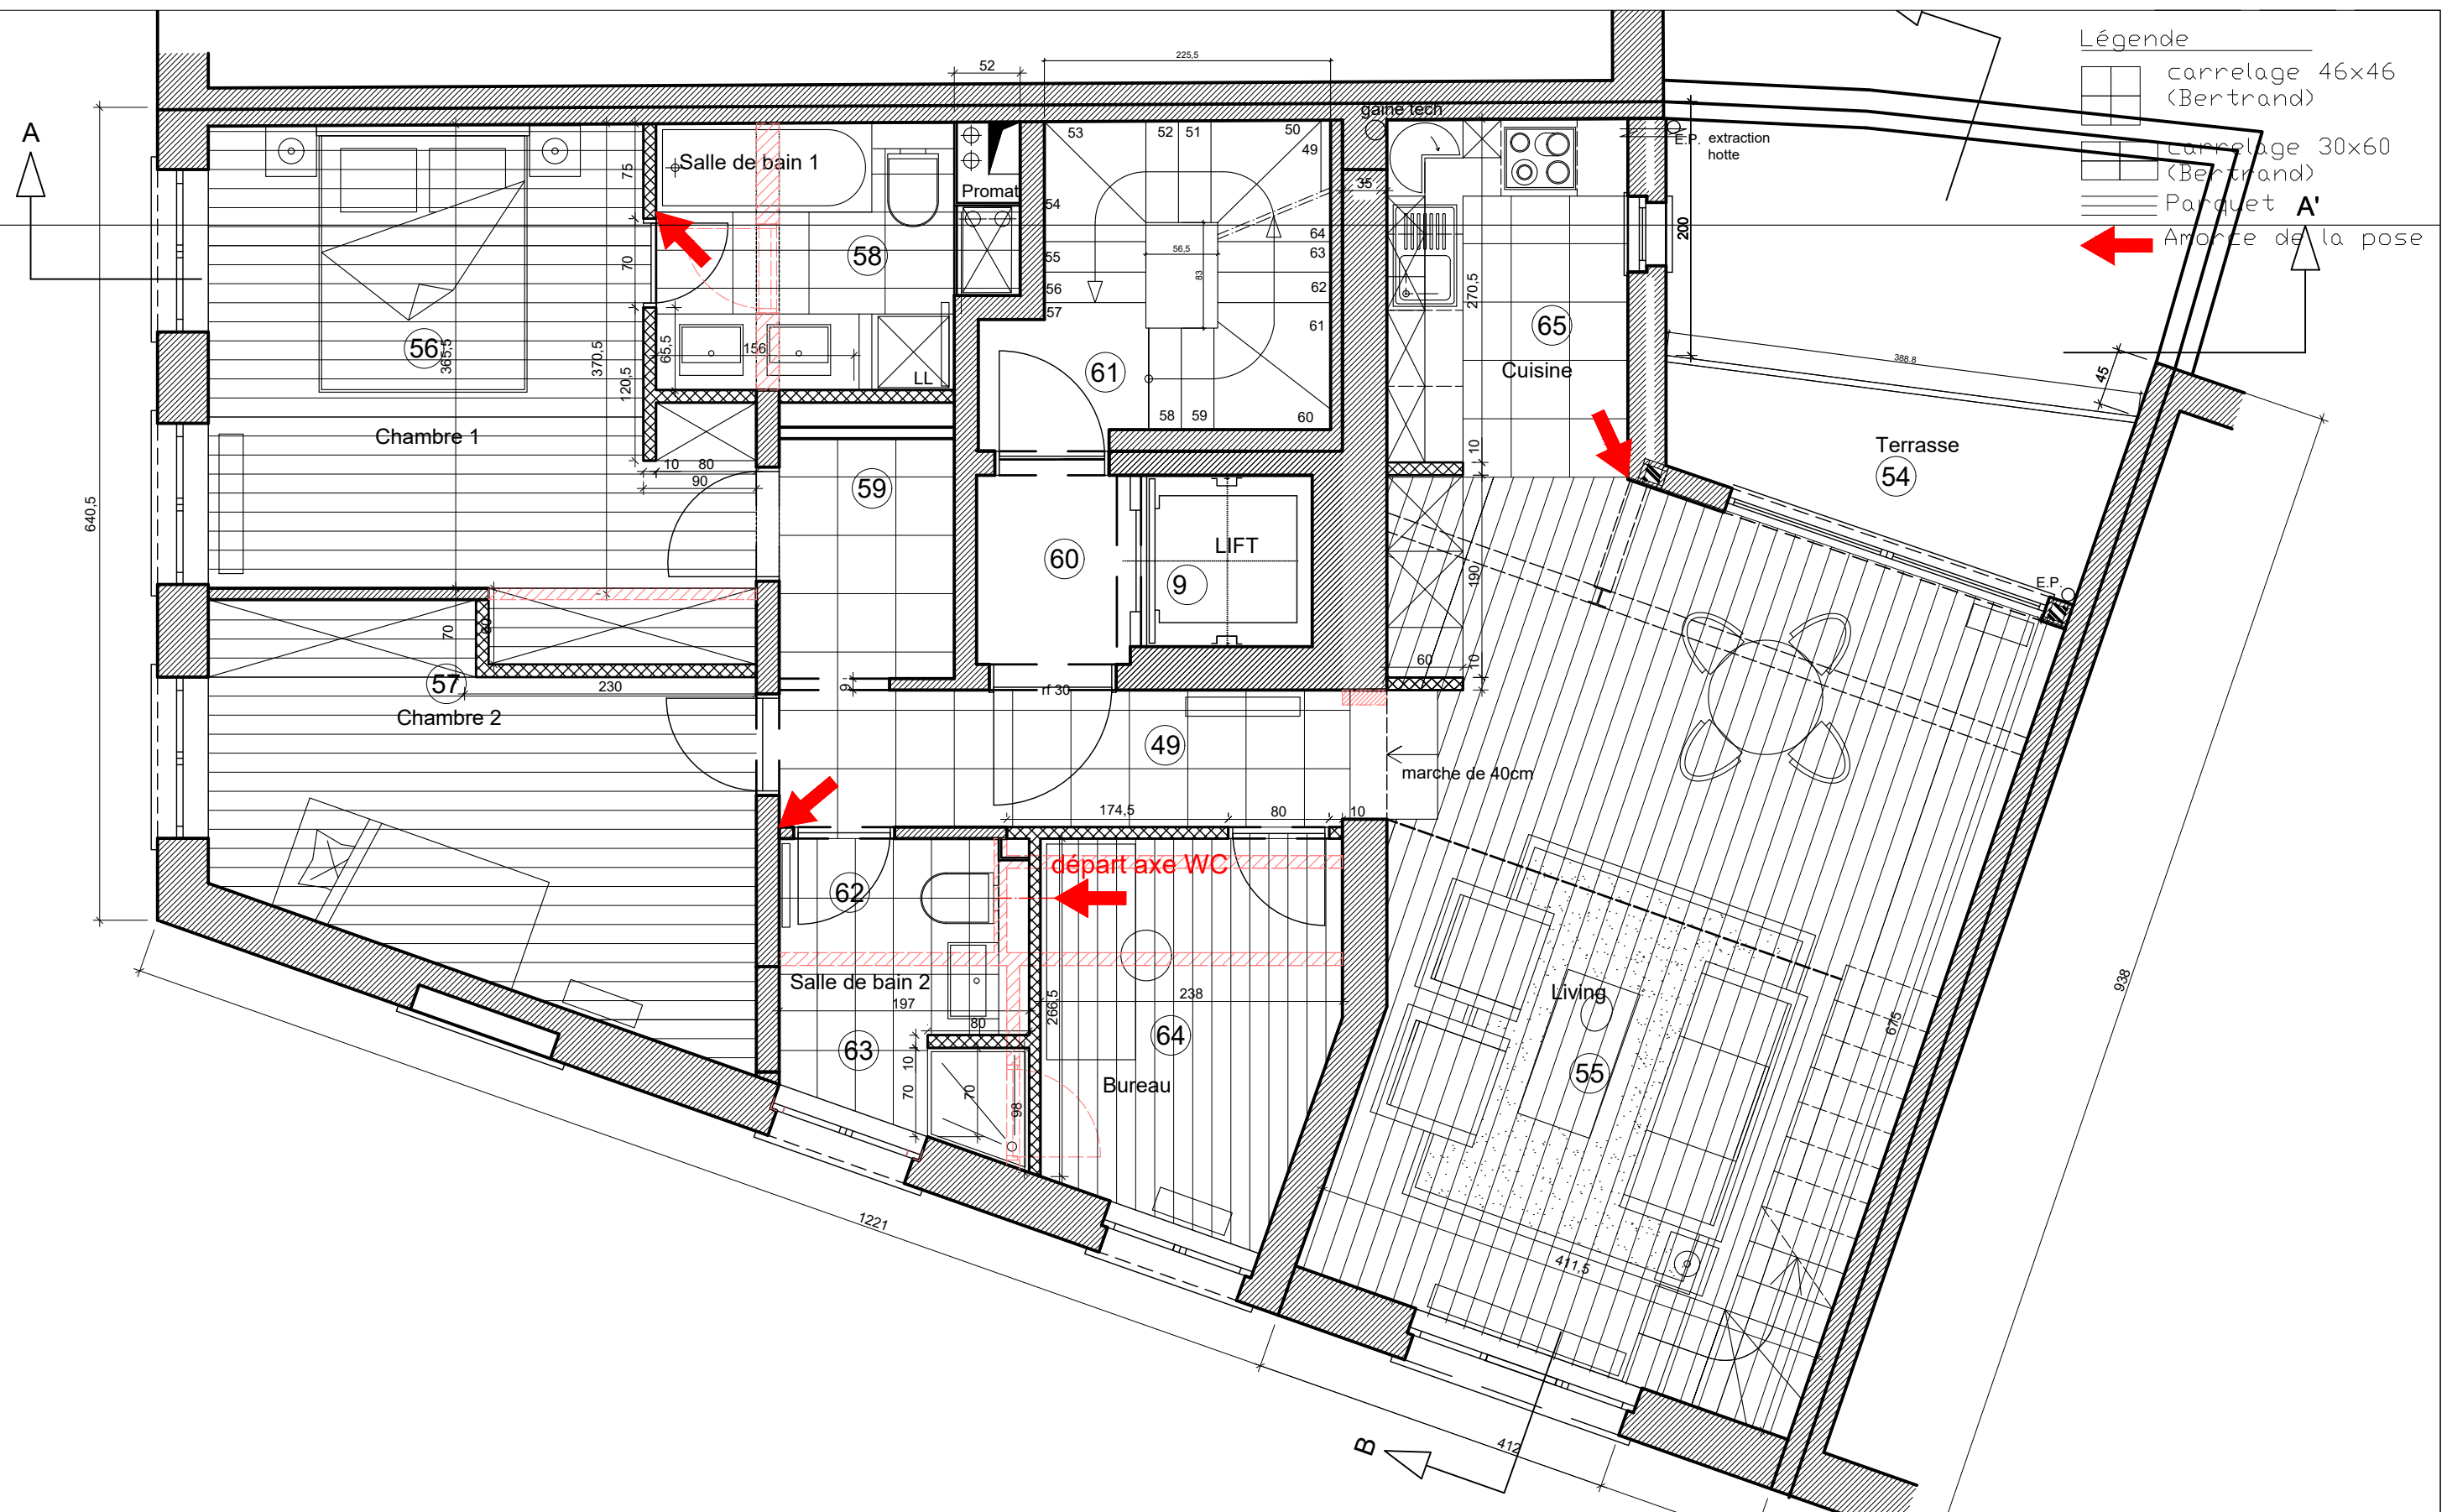 Légende
carrelage 46x46
(Bertrand)
carrelage 30x60
(Bertrand)
Parquet
Amorce de la pose
A
A'
52
225,5
gaine tech
E.P. extraction
hotte
Salle de bain 1
Promat
75
53
52
51
50
49
35
54
64
63
200
58
70
55
56,5
83
56
62
57
61
270,5
65
Cuisine
56
365,5
370,5
65,5
156
120,5
LL
61
388.8
45
Chambre 1
58
59
60
10
80
90
59
10
Terrasse
54
640,5
60
LIFT
9
190
E.P.
70
60
57
230
Chambre 2
9
rf 30
60
10
49
marche de 40cm
174,5
80
10
départ axe WC
62
Salle de bain 2
197
80
266,5
238
64
63
10
70
70
98
Bureau
Living
55
675
938
1221
411,5
412
B